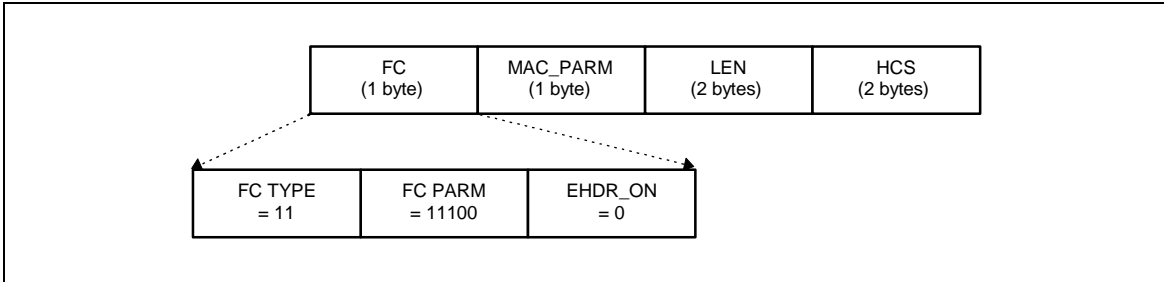 FC
(1 byte)
MAC_PARM
(1 byte)
LEN
(2 bytes)
HCS
(2 bytes)
FC TYPE
= 11
FC PARM
= 11100
EHDR_ON
= 0